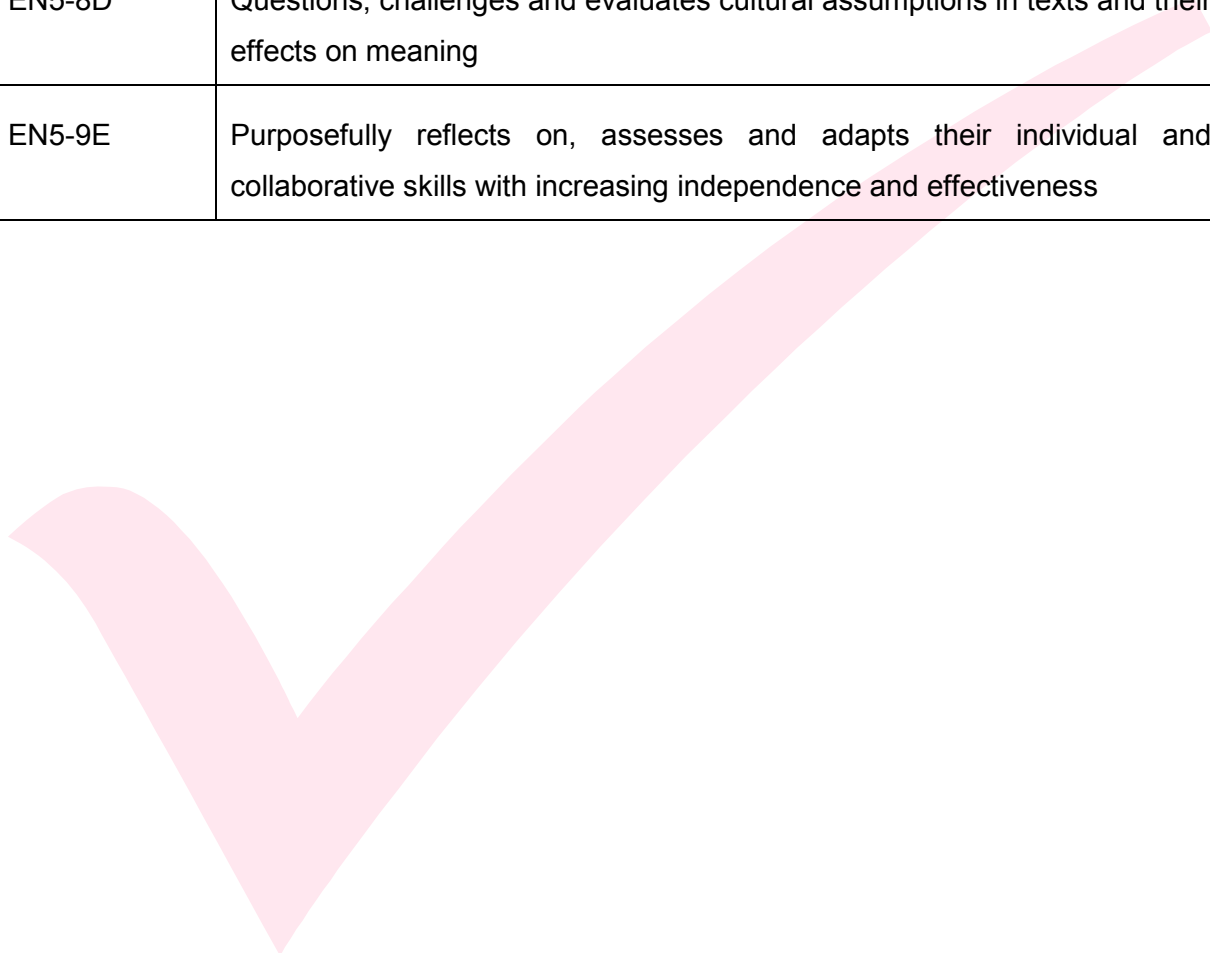 EN5-8D Questions, challenges and evaluates cultural assumptions in texts and their
effects on meaning
EN5-9E Purposefully reflects on, assesses and adapts their individual and
collaborative skills with increasing independence and effectiveness